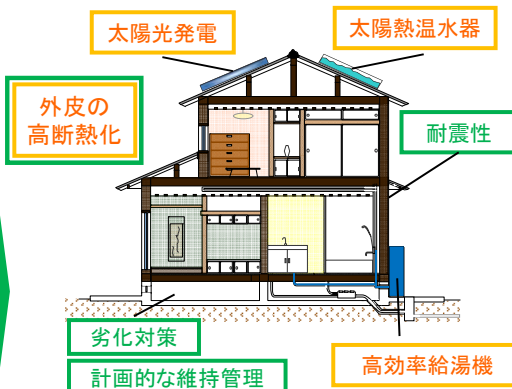 太陽光発電
太陽熱温水器
外皮の
高断熱化
耐震性
劣化対策
計画的な維持管理
高効率給湯機